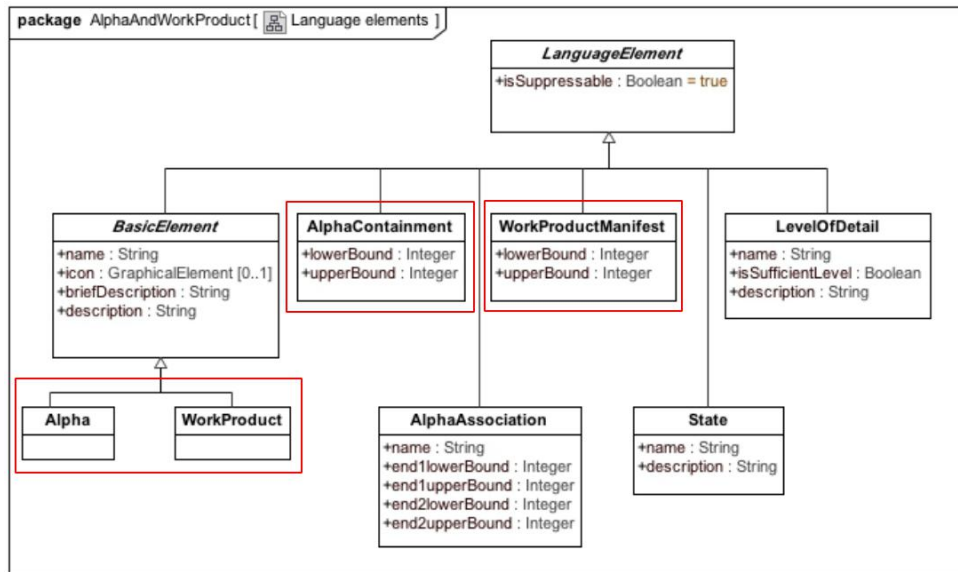 package AlphaAndWorkProduct [ Language elements ]
LanguageElement
+isSuppressable : Boolean = true
BasicElement
+name : String
+icon : GraphicalElement [0..1]
+briefDescription : String
+description : String
AlphaContainment
+lowerBound : Integer
+upperBound : Integer
WorkProductManifest
+lowerBound : Integer
+upperBound : Integer
LevelOfDetail
+name : String
+isSufficientLevel : Boolean
+description : String
Alpha
WorkProduct
AlphaAssociation
+name : String
+end1lowerBound : Integer
+end1upperBound : Integer
+end2lowerBound : Integer
+end2upperBound : Integer
State
+name : String
+description : String